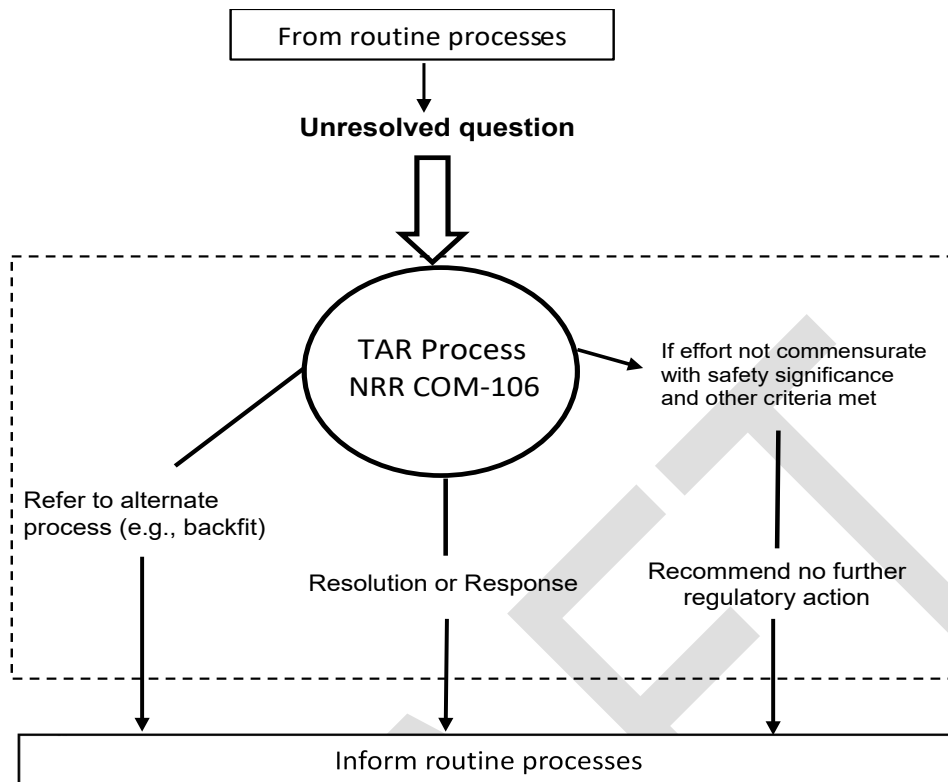 From routine processes
Unresolved question
TAR Process
NRR COM-106
If effort not commensurate
with safety significance
and other criteria met
Refer to alternate
process (e.g., backfit)
Resolution or Response
Recommend no further
regulatory action
Inform routine processes